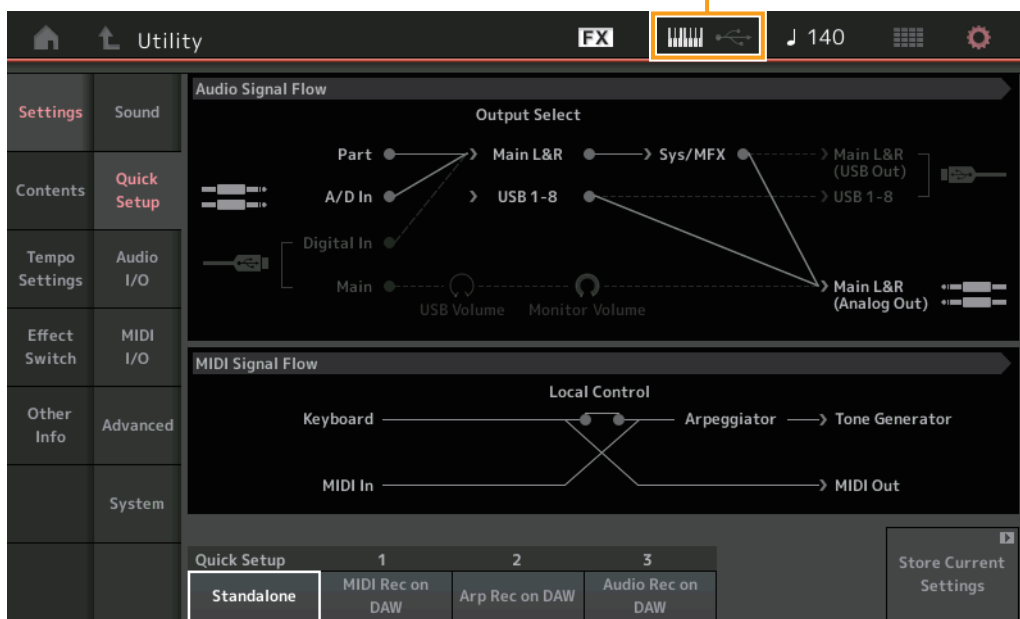 Utility
FX
♩ 140
Settings
Sound
Contents
Quick
Setup
Tempo
Settings
Audio
I/O
Effect
Switch
MIDI
I/O
Other
Info
Advanced
System
Audio Signal Flow
Output Select
Part
Main L&R
Sys/MFX
Main L&R
(USB Out)
A/D In
USB 1-8
USB 1-8
Digital In
Main
USB Volume
Monitor Volume
Main L&R
(Analog Out)
MIDI Signal Flow
Local Control
Keyboard
Arpeggiator
Tone Generator
MIDI In
MIDI Out
Quick Setup
1
2
3
Standalone
MIDI Rec on
DAW
Arp Rec on DAW
Audio Rec on
DAW
Store Current
Settings